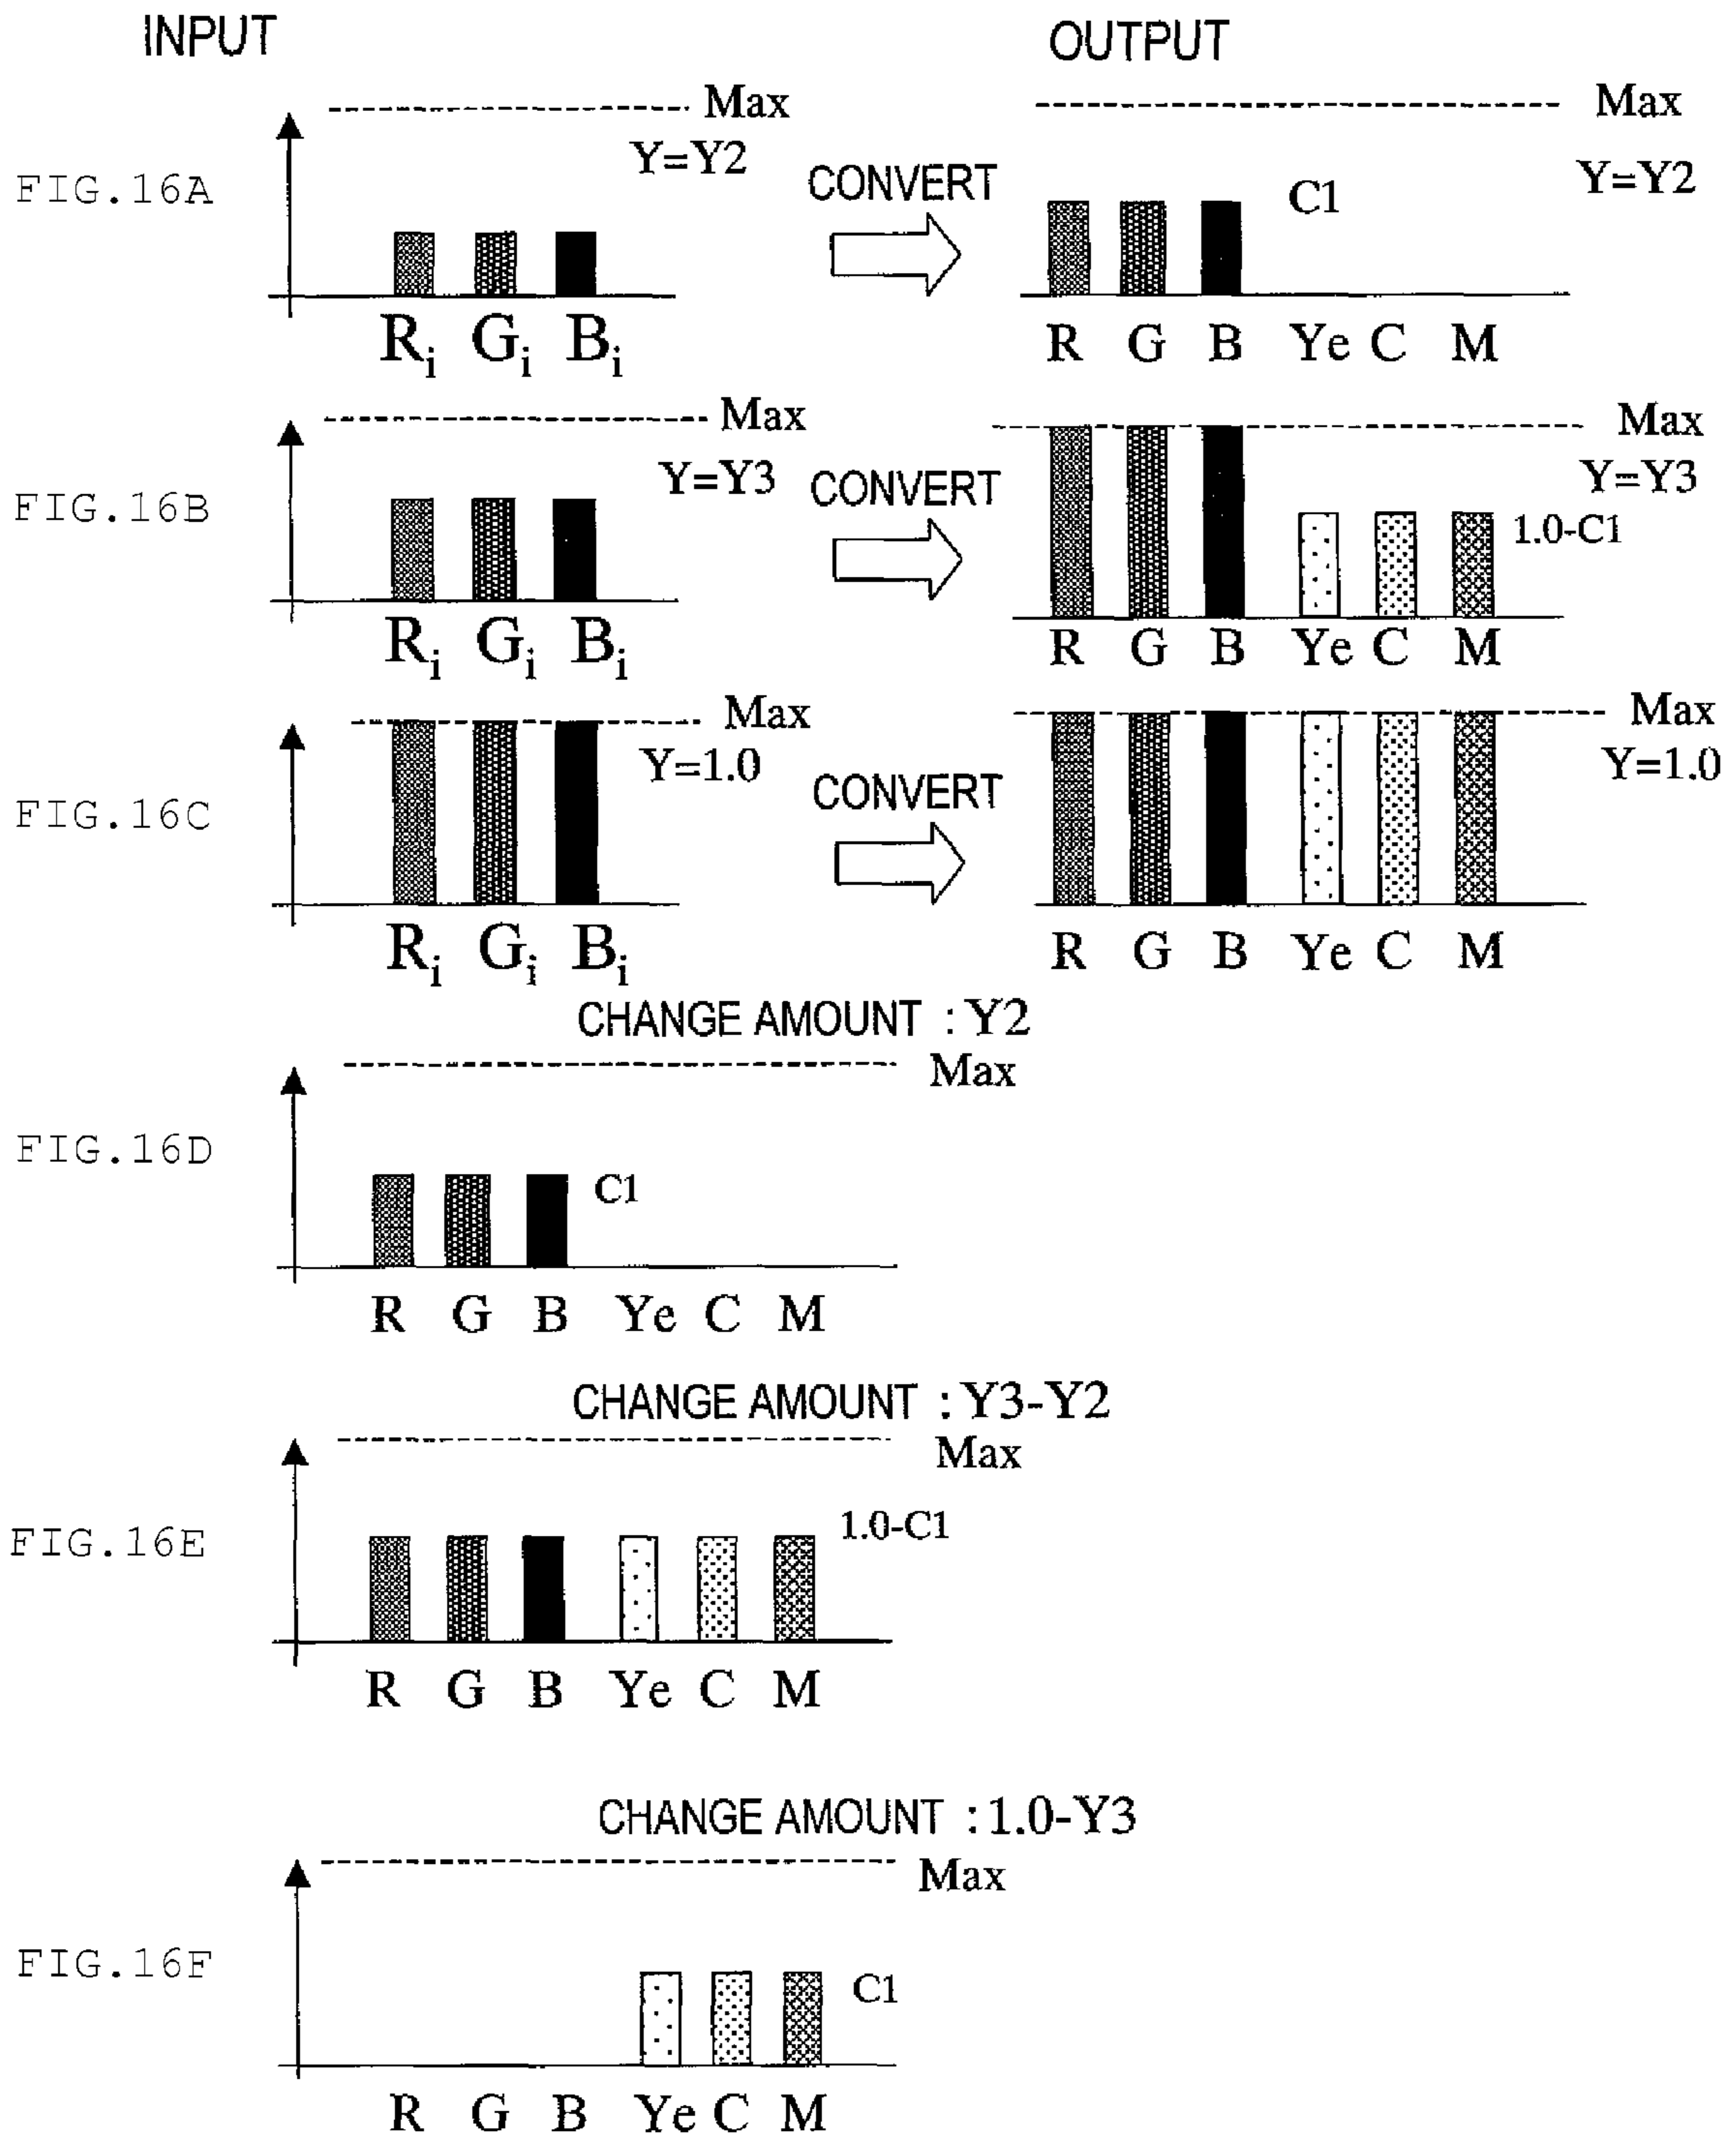 INPUT OUTPUT
FIG.16A
Max
Y=Y2
CONVERT
Max
Y=Y2
C1
Ri Gi Bi
R G B Ye C M
FIG.16B
Max
Y=Y3
CONVERT
Max
Y=Y3
1.0-C1
Ri Gi Bi
R G B Ye C M
FIG.16C
Max
Y=1.0
CONVERT
Max
Y=1.0
Ri Gi Bi
R G B Ye C M
CHANGE AMOUNT : Y2
Max
FIG.16D
C1
R G B Ye C M
CHANGE AMOUNT : Y3-Y2
Max
FIG.16E
1.0-C1
R G B Ye C M
CHANGE AMOUNT : 1.0-Y3
Max
FIG.16F
C1
R G B Ye C M